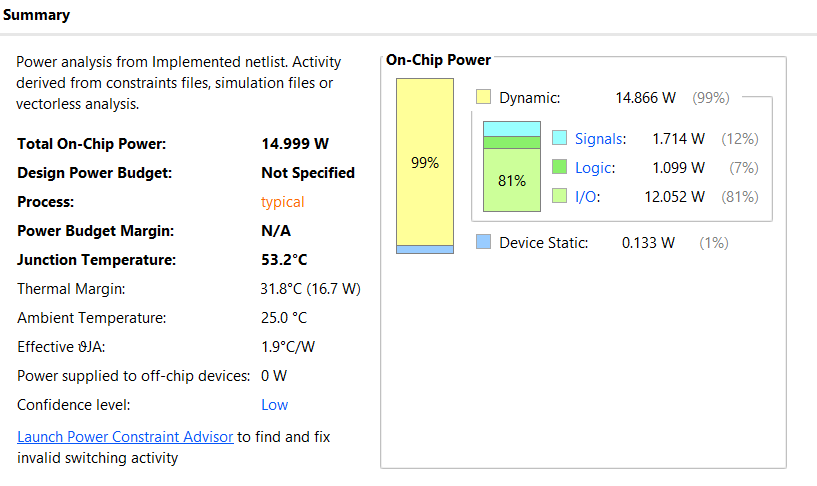 Summary
Power analysis from Implemented netlist. Activity
derived from constraints files, simulation files or
vectorless analysis.
Total On-Chip Power: 14.999 W
Design Power Budget: Not Specified
Process: typical
Power Budget Margin: N/A
Junction Temperature: 53.2°C
Thermal Margin: 31.8°C (16.7 W)
Ambient Temperature: 25.0 °C
Effective ϑJA: 1.9°C/W
Power supplied to off-chip devices: 0 W
Confidence level: Low
Launch Power Constraint Advisor to find and fix
invalid switching activity
On-Chip Power
99%
Dynamic: 14.866 W (99%)
81%
Signals: 1.714 W (12%)
Logic: 1.099 W (7%)
I/O: 12.052 W (81%)
Device Static: 0.133 W (1%)